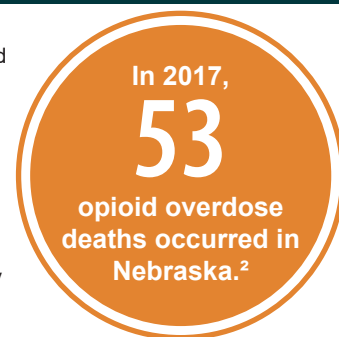 d
In 2017,
53
opioid overdose
deaths occurred in
Nebraska.²
y